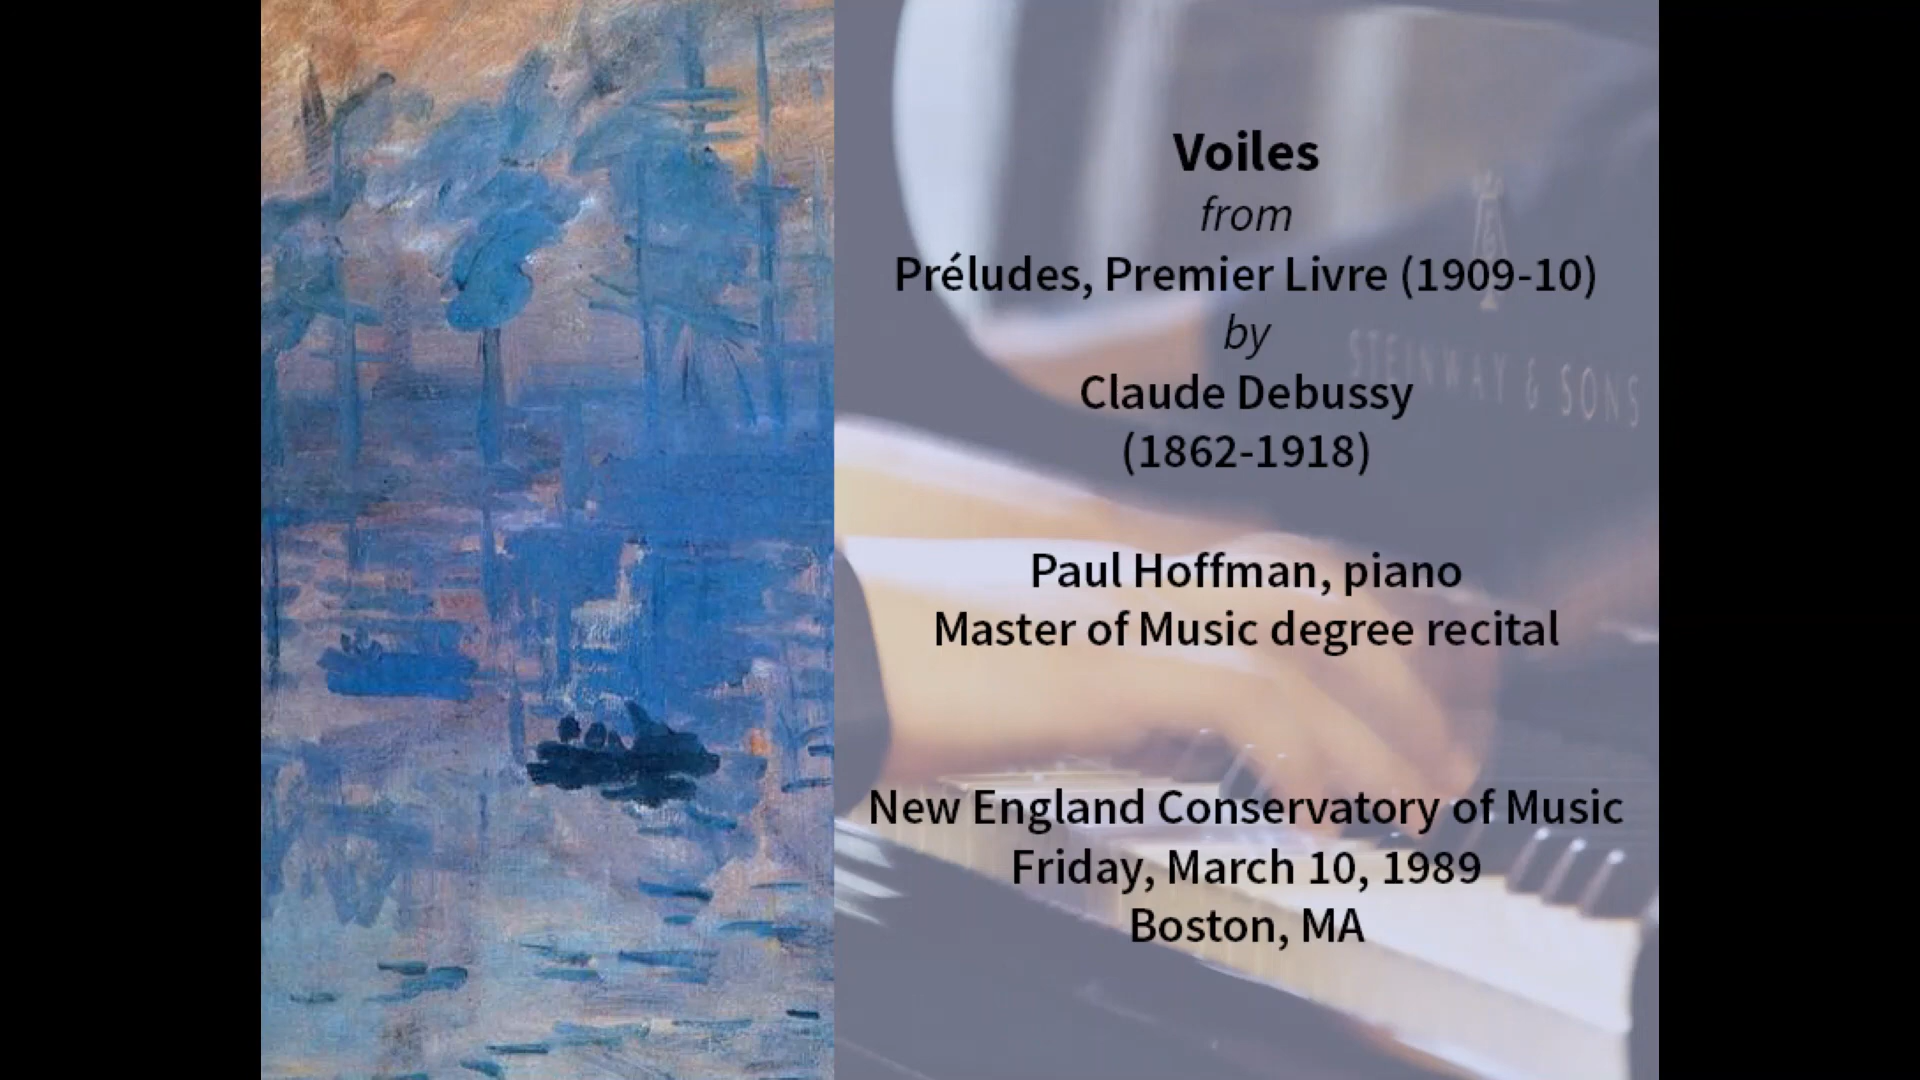 Voiles
from
Préludes, Premier Livre (1909-10)
by
Claude Debussy
(1862-1918)
Paul Hoffman, piano
Master of Music degree recital
New England Conservatory of Music
Friday, March 10, 1989
Boston, MA
STEINWAY & SONS